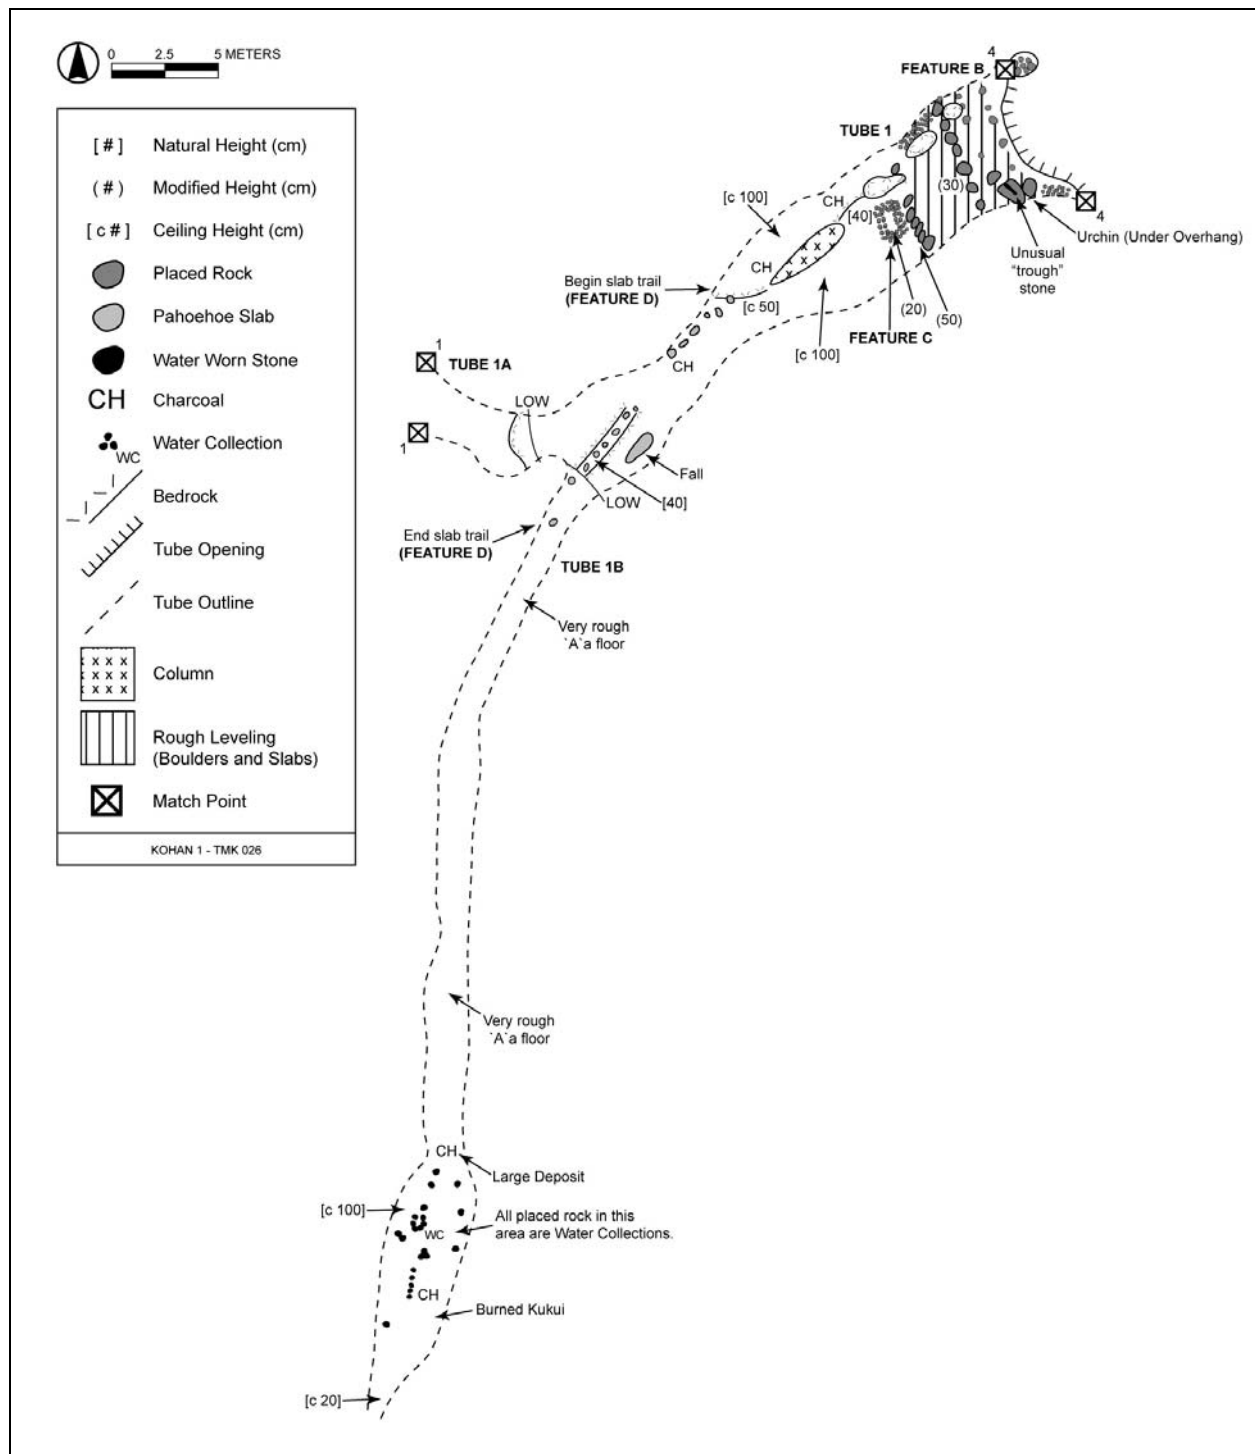 0 2.5 5 METERS
[ # ] Natural Height (cm)
( # ) Modified Height (cm)
[ c # ] Ceiling Height (cm)
Placed Rock
Pahoehoe Slab
Water Worn Stone
CH Charcoal
WC Water Collection
Bedrock
Tube Opening
Tube Outline
x x x x
x x x x
x x x x
Column
Rough Leveling
(Boulders and Slabs)
Match Point
KOHAN 1 - TMK 026
4
FEATURE B
TUBE 1
(30)
4
Urchin (Under Overhang)
Unusual
"trough"
stone
[c 100]
CH
[40]
CH
Begin slab trail
(FEATURE D)
[c 50]
(20)
(50)
FEATURE C
[c 100]
CH
1
TUBE 1A
LOW
1
Fall
LOW
[40]
End slab trail
(FEATURE D)
TUBE 1B
Very rough
`A`a floor
Very rough
`A`a floor
CH
Large Deposit
[c 100]
WC
All placed rock in this
area are Water Collections.
CH
Burned Kukui
[c 20]